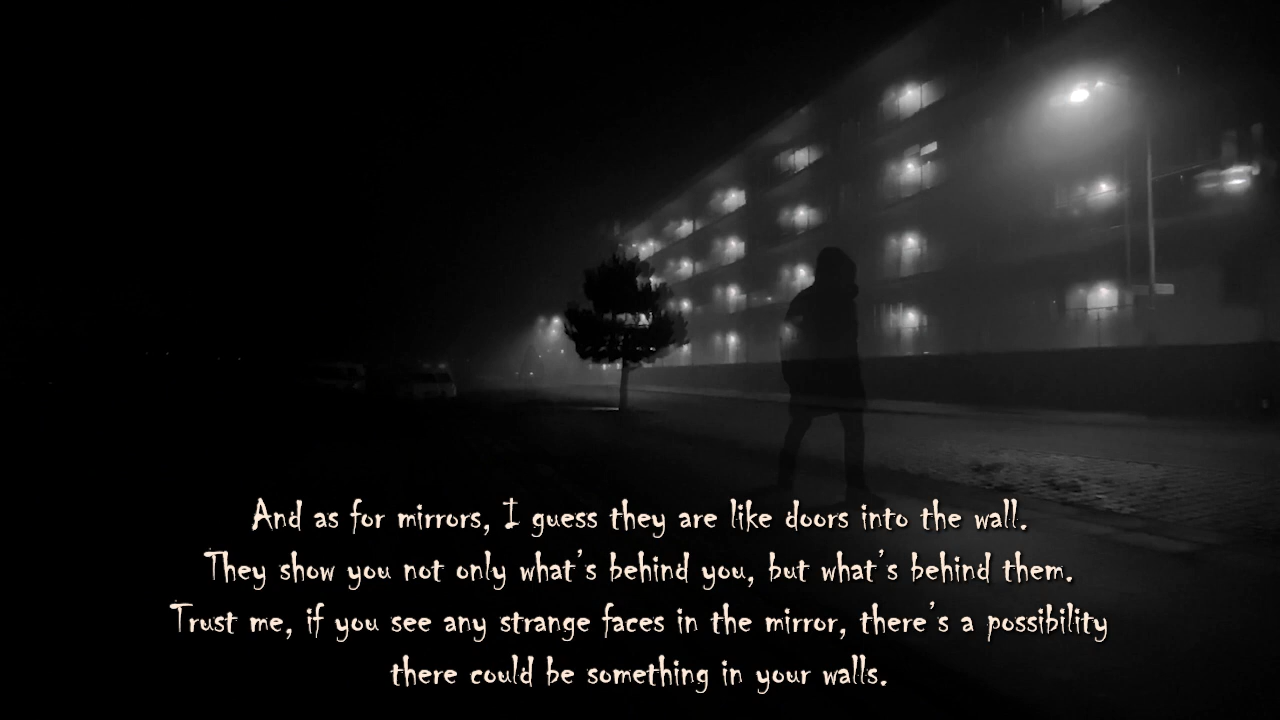 And as for mirrors, I guess they are like doors into the wall.
They show you not only what's behind you, but what's behind them.
Trust me, if you see any strange faces in the mirror, there's a possibility
there could be something in your walls.